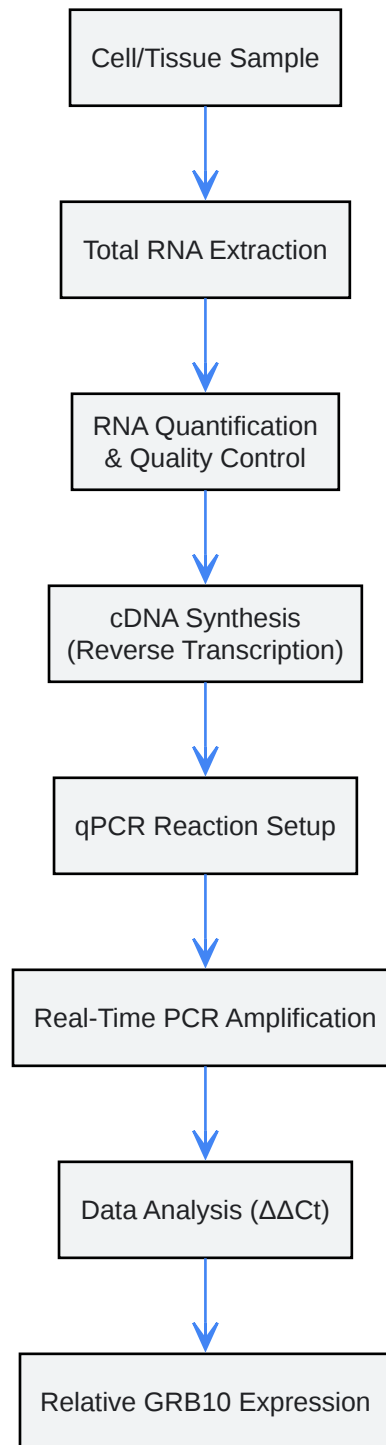 Cell/Tissue Sample
Total RNA Extraction
RNA Quantification
& Quality Control
cDNA Synthesis
(Reverse Transcription)
qPCR Reaction Setup
Real-Time PCR Amplification
Data Analysis (ΔΔCt)
Relative GRB10 Expression